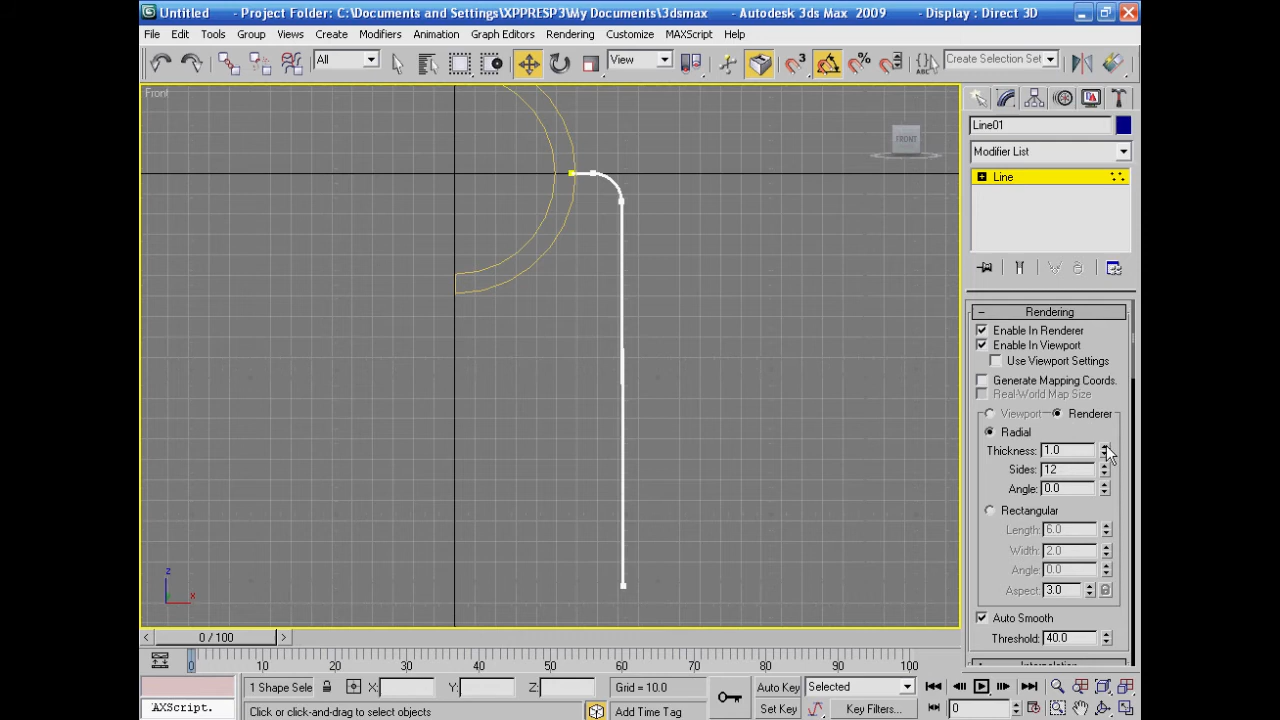 Untitled - Project Folder: C:\Documents and Settings\XPPRESP3\My Documents\3dsmax - Autodesk 3ds Max 2009 - Display : Direct 3D
File Edit Tools Group Views Create Modifiers Animation Graph Editors Rendering Customize MAXScript Help
All View 3 % ABC Create Selection Set
Front
FRONT
Line01
Modifier List
Line
Rendering
Enable In Renderer
Enable In Viewport
Use Viewport Settings
Generate Mapping Coords.
Real-World Map Size
Viewport Renderer
Radial
Thickness: 1.0
Sides: 12
Angle: 0.0
Rectangular
Length: 6.0
Width: 2.0
Angle: 0.0
Aspect: 3.0
Auto Smooth
Threshold: 40.0
Interpolation
z
x
0 / 100
0 10 20 30 40 50 60 70 80 90 100
1 Shape Sele X: Y: Z: Grid = 10.0 Auto Key Selected
AXScript. Click or click-and-drag to select objects Add Time Tag Set Key Key Filters... 0